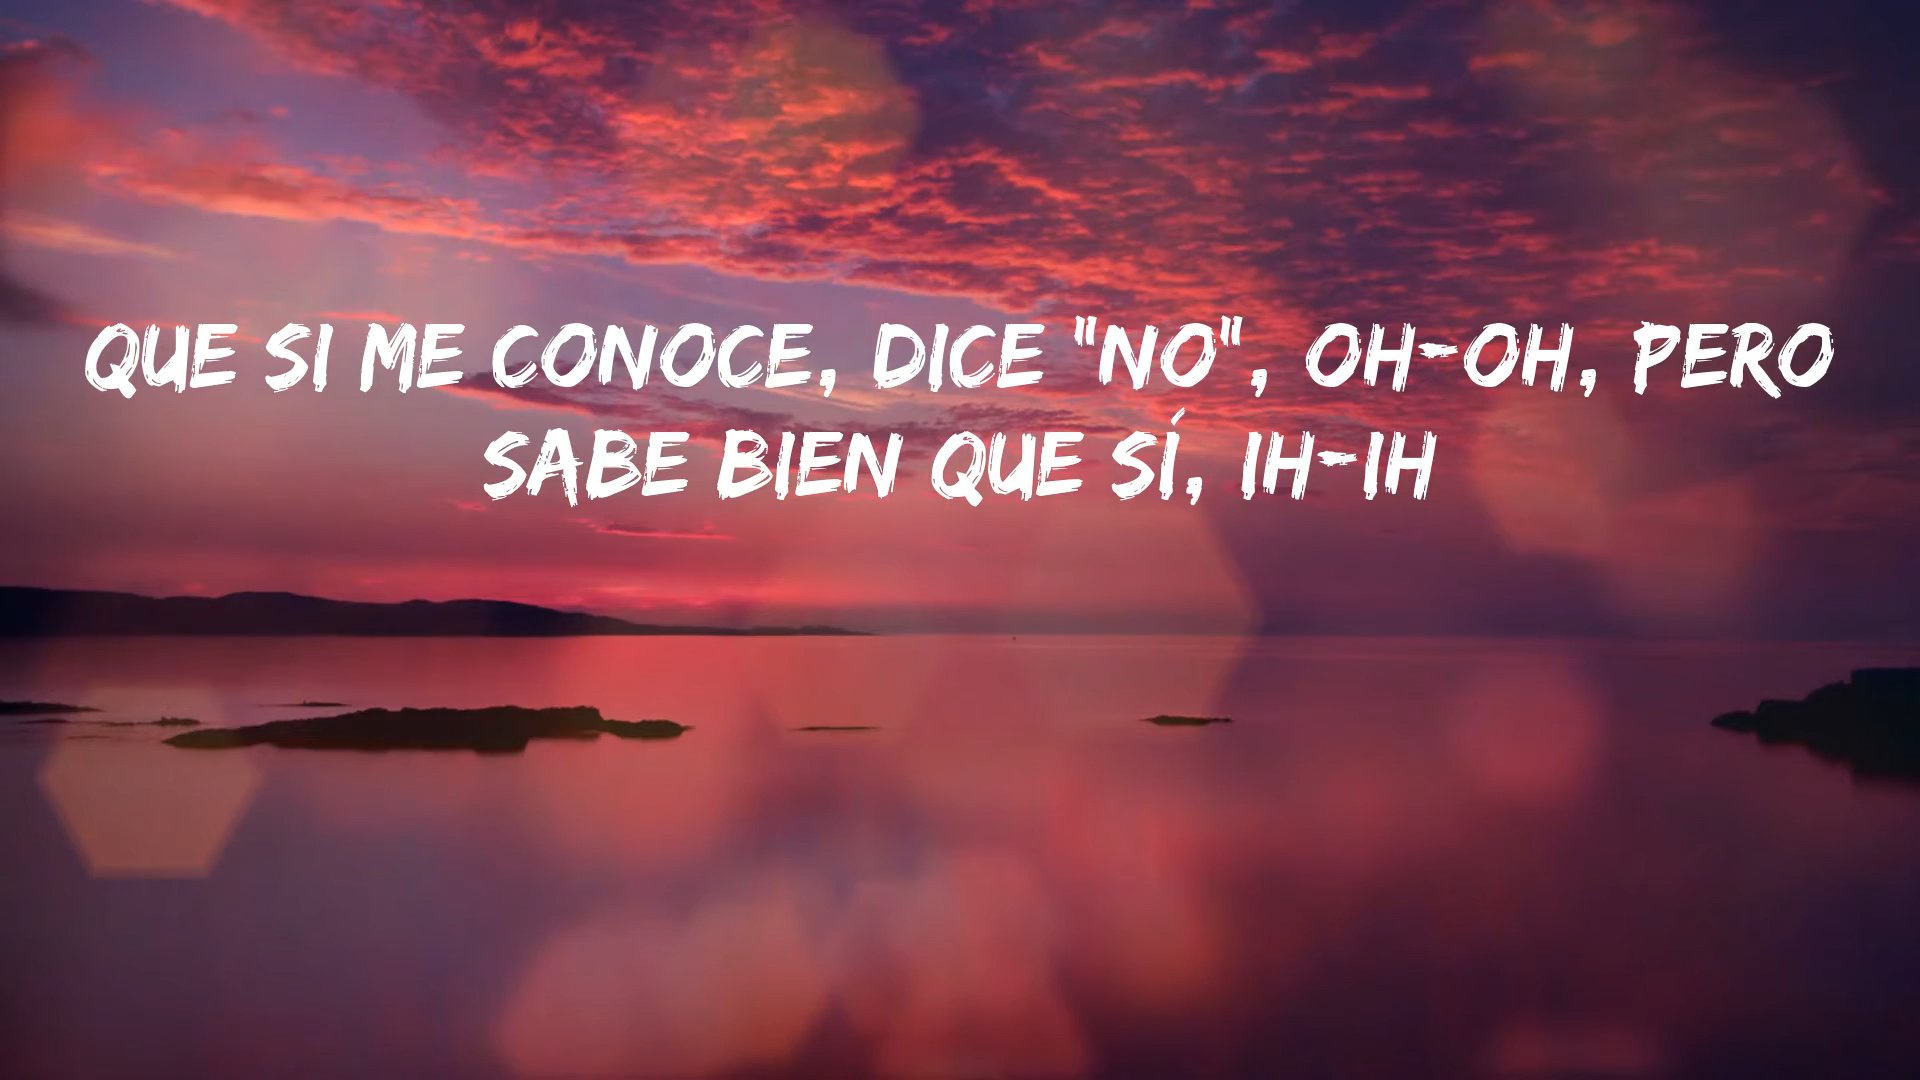 QUE SI ME CONOCE, DICE "NO", OH-OH, PERO
SABE BIEN QUE SÍ, IH-IH